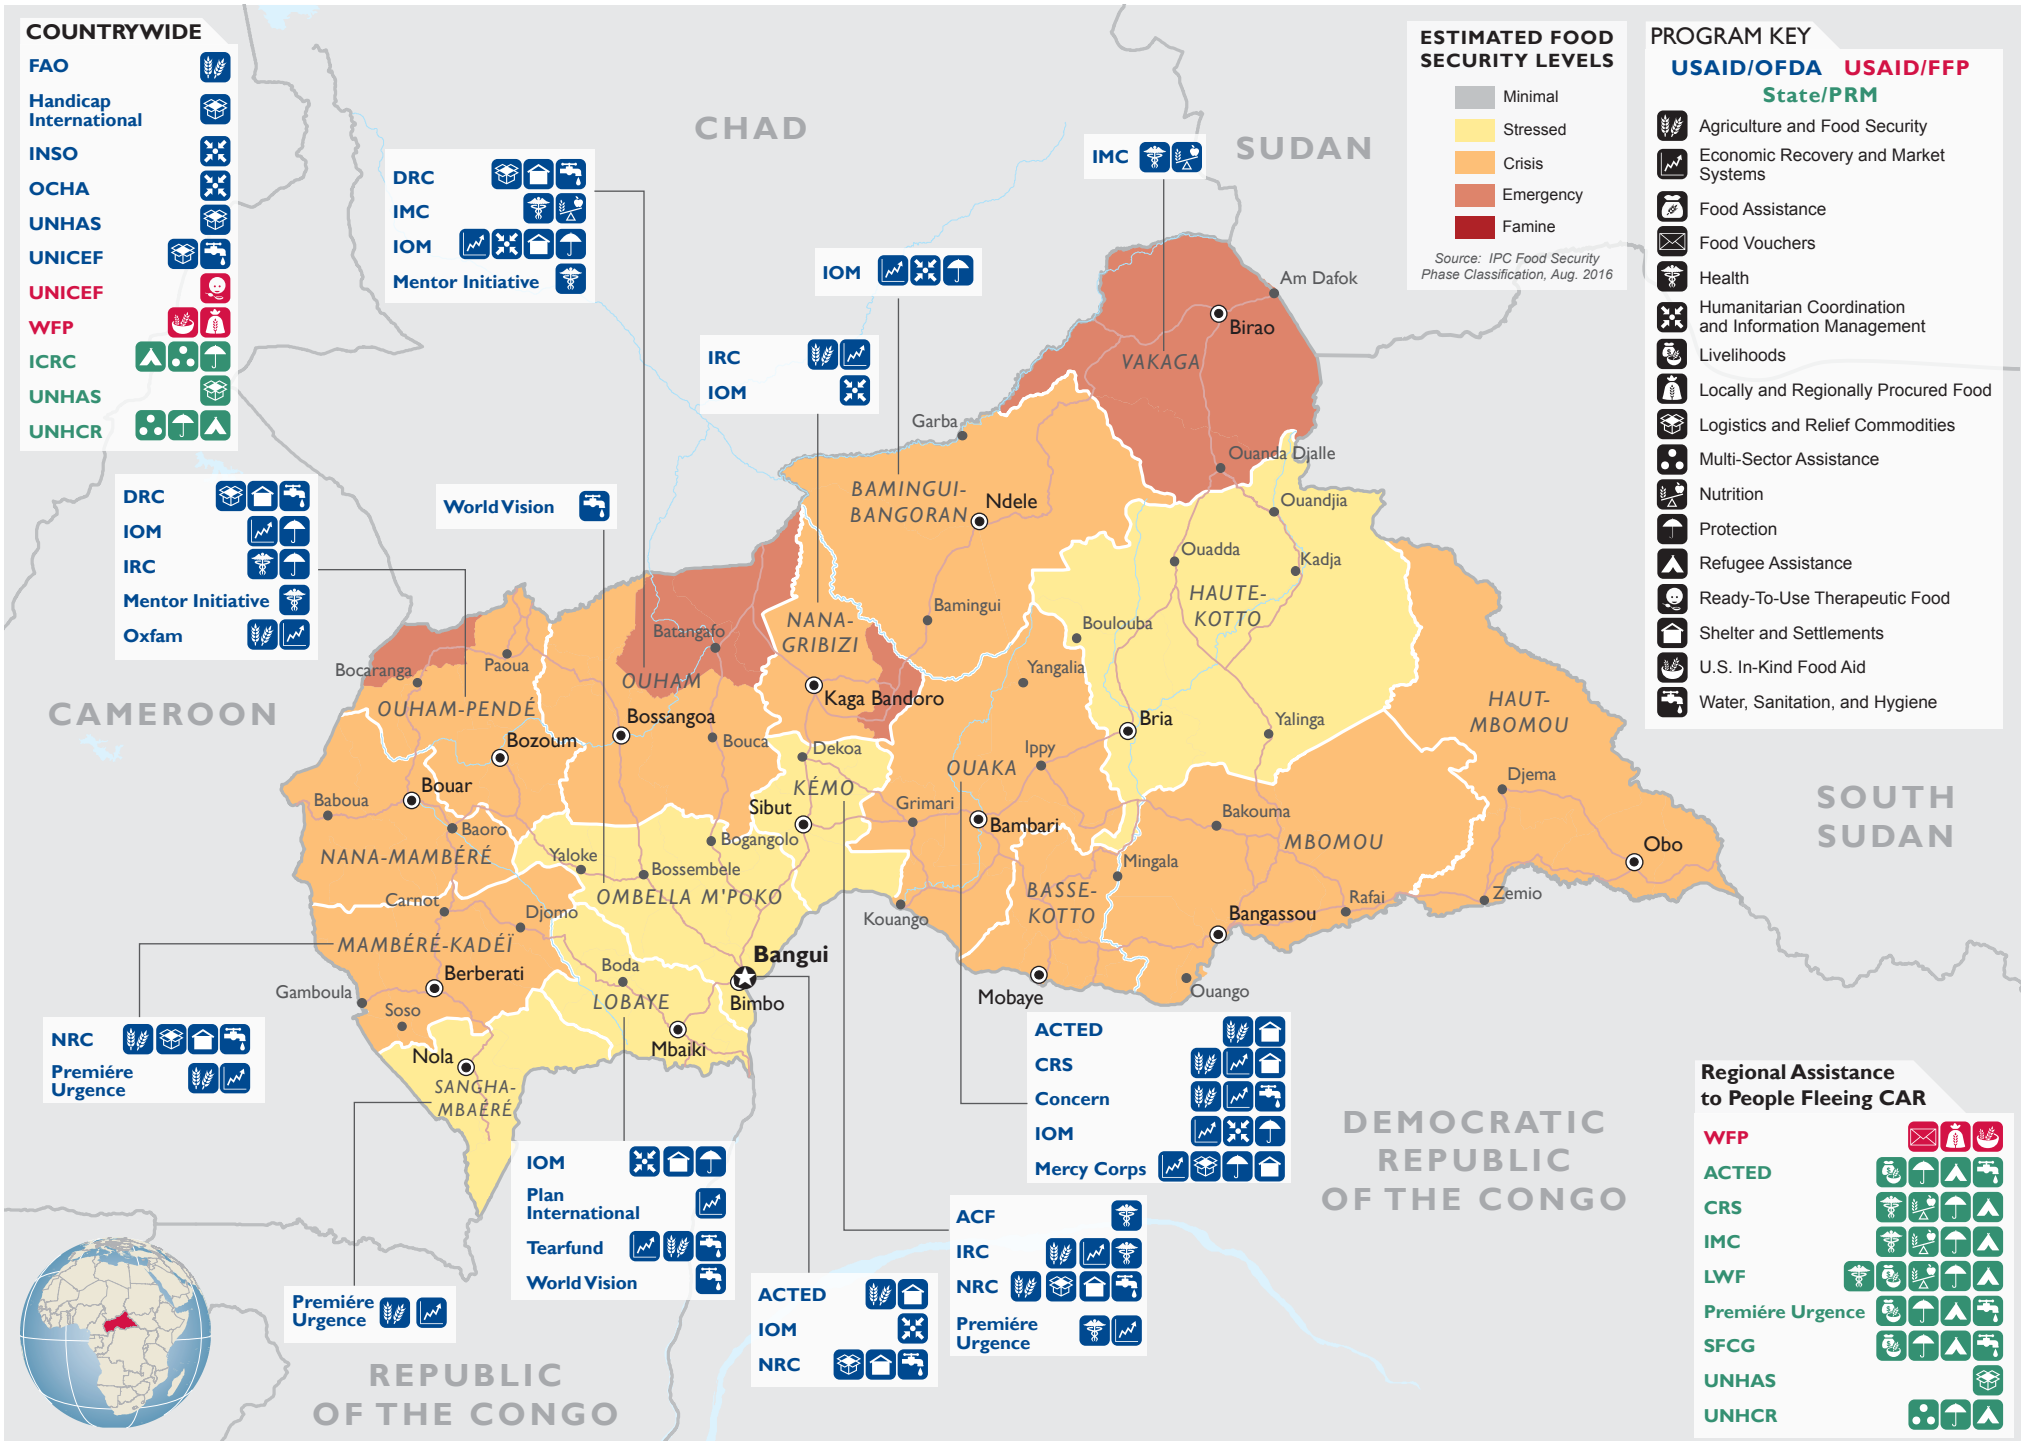 COUNTRYWIDE
FAO
Handicap
International
INSO
OCHA
UNHAS
UNICEF
UNICEF
WFP
ICRC
UNHAS
UNHCR
ESTIMATED FOOD
SECURITY LEVELS
Minimal
Stressed
Crisis
Emergency
Famine
Source: IPC Food Security
Phase Classification, Aug. 2016
PROGRAM KEY
USAID/OFDA USAID/FFP
State/PRM
Agriculture and Food Security
Economic Recovery and Market
Systems
Food Assistance
Food Vouchers
Health
Humanitarian Coordination
and Information Management
Livelihoods
Locally and Regionally Procured Food
Logistics and Relief Commodities
Multi-Sector Assistance
Nutrition
Protection
Refugee Assistance
Ready-To-Use Therapeutic Food
Shelter and Settlements
U.S. In-Kind Food Aid
Water, Sanitation, and Hygiene
CHAD
SUDAN
CAMEROON
SOUTH
SUDAN
DEMOCRATIC
REPUBLIC
OF THE CONGO
REPUBLIC
OF THE CONGO
DRC
IMC
IOM
Mentor Initiative
IMC
IOM
IRC
IOM
DRC
IOM
IRC
Mentor Initiative
Oxfam
World Vision
Am Dafok
Birao
VAKAGA
Garba
Ouanda Djalle
BAMINGUI-
BANGORAN
Ndele
Ouandjia
Ouadda
Kadja
HAUTE-
KOTTO
Bamingui
Boulouba
NANA-
GRIBIZI
Batangafo
Bocaranga
Paoua
OUHAM
Yangalia
Kaga Bandoro
OUHAM-PENDÉ
Bossangoa
Bozoum
Bouca
Dekoa
Ippy
Bria
Yalinga
HAUT-
MBOMOU
OUAKA
KÉMO
Djema
Bouar
Baboua
Sibut
Grimari
Bambari
Bakouma
MBOMOU
Obo
Baoro
NANA-MAMBÉRÉ
Yaloke
Bogangolo
Bossembele
OMBELLA M'POKO
Mingala
BASSE-
KOTTO
Rafai
Zemio
Carnot
Djomo
Kouango
Bangassou
MAMBÉRÉ-KADÉÏ
Bangui
Berberati
Boda
LOBAYE
Bimbo
Gamboula
Soso
Mobaye
Ouango
Nola
Mbaiki
SANGHA-
MBAÉRÉ
NRC
Premiére
Urgence
Premiére
Urgence
IOM
Plan
International
Tearfund
World Vision
ACTED
IOM
NRC
ACF
IRC
NRC
Premiére
Urgence
ACTED
CRS
Concern
IOM
Mercy Corps
Regional Assistance
to People Fleeing CAR
WFP
ACTED
CRS
IMC
LWF
Premiére Urgence
SFCG
UNHAS
UNHCR